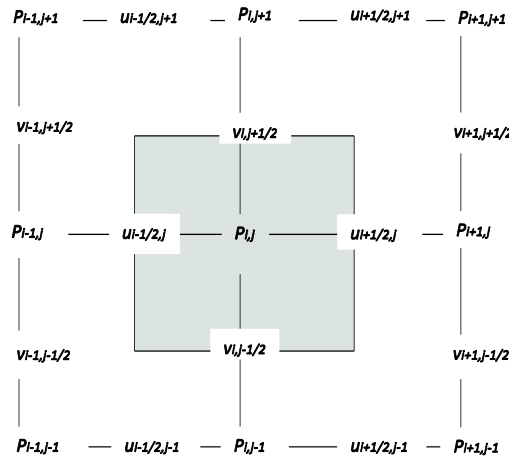 Pi-1,j+1 ui-1/2,j+1 Pi,j+1 ui+1/2,j+1 Pi+1,j+1
vi-1,j+1/2 vi,j+1/2 vi+1,j+1/2
Pi-1,j ui-1/2,j Pi,j ui+1/2,j Pi+1,j
vi-1,j-1/2 vi,j-1/2 vi+1,j-1/2
Pi-1,j-1 ui-1/2,j-1 Pi,j-1 ui+1/2,j-1 Pi+1,j-1